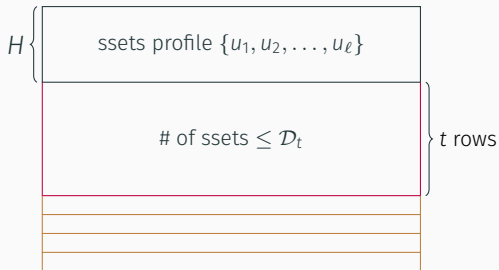 H
ssets profile {u₁, u₂, . . . , uℓ}
# of ssets ≤ 𝒟ₜ
t rows